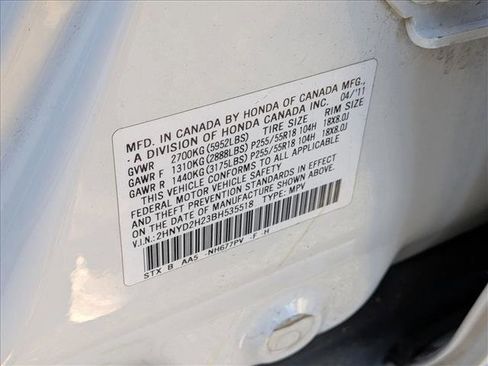 MFD. IN CANADA BY HONDA OF CANADA MFG.,
A DIVISION OF HONDA CANADA INC. 04/'11
GVWR 2700KG(5952LBS) TIRE SIZE RIM SIZE
GAWR F 1310KG(2888LBS)P255/55R18 104H 18X8.0J
GAWR R 1440KG(3175LBS)P255/55R18 104H 18X8.0J
THIS VEHICLE CONFORMS TO ALL APPLICABLE
FEDERAL MOTOR VEHICLE SAFETY
AND THEFT PREVENTION STANDARDS IN EFFECT
ON THE DATE OF MANUFACTURE SHOWN ABOVE.
V.I.N.:2HNYD2H23BH535518 TYPE: MPV
STX B AA5 NH677PV F H